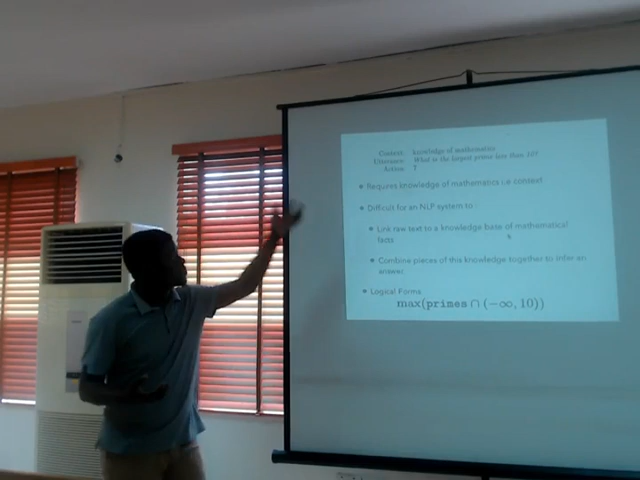 Context: knowledge of mathematics
Utterance: What is the largest prime less than 10?
Action: 7
• Requires knowledge of mathematics i.e context
• Difficult for an NLP system to :
• Link raw text to a knowledge base of mathematical
facts
• Combine pieces of this knowledge together to infer an
answer.
• Logical Forms
max(primes ∩ (−∞, 10))